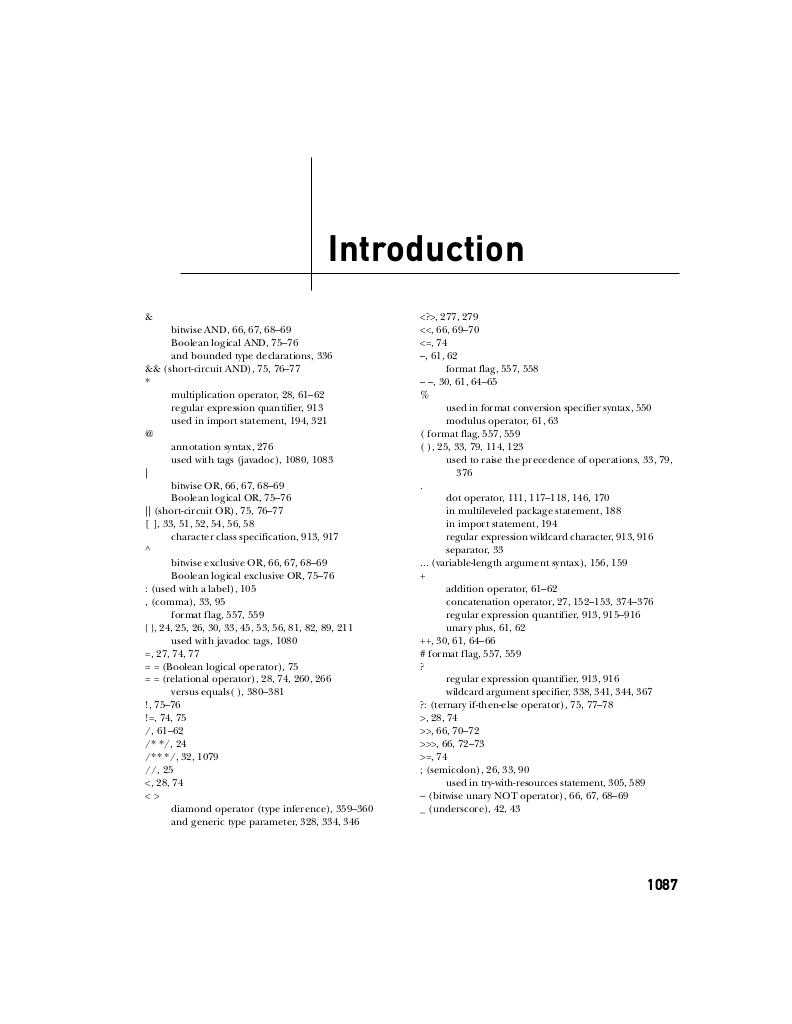 Introduction
&
bitwise AND, 66, 67, 68–69
Boolean logical AND, 75–76
and bounded type declarations, 336
&& (short-circuit AND), 75, 76–77
*
multiplication operator, 28, 61–62
regular expression quantifier, 913
used in import statement, 194, 321
@
annotation syntax, 276
used with tags (javadoc), 1080, 1083
|
bitwise OR, 66, 67, 68–69
Boolean logical OR, 75–76
|| (short-circuit OR), 75, 76–77
[ ], 33, 51, 52, 54, 56, 58
character class specification, 913, 917
^
bitwise exclusive OR, 66, 67, 68–69
Boolean logical exclusive OR, 75–76
: (used with a label), 105
, (comma), 33, 95
format flag, 557, 559
{ }, 24, 25, 26, 30, 33, 45, 53, 56, 81, 82, 89, 211
used with javadoc tags, 1080
=, 27, 74, 77
= = (Boolean logical operator), 75
= = (relational operator), 28, 74, 260, 266
versus equals( ), 380–381
!, 75–76
!=, 74, 75
/, 61–62
/* */, 24
/** */, 32, 1079
//, 25
<, 28, 74
< >
diamond operator (type inference), 359–360
and generic type parameter, 328, 334, 346
<?>, 277, 279
<<, 66, 69–70
<=, 74
–, 61, 62
format flag, 557, 558
– –, 30, 61, 64–65
%
used in format conversion specifier syntax, 550
modulus operator, 61, 63
( format flag, 557, 559
( ), 25, 33, 79, 114, 123
used to raise the precedence of operations, 33, 79,
376
.
dot operator, 111, 117–118, 146, 170
in multileveled package statement, 188
in import statement, 194
regular expression wildcard character, 913, 916
separator, 33
... (variable-length argument syntax), 156, 159
+
addition operator, 61–62
concatenation operator, 27, 152–153, 374–376
regular expression quantifier, 913, 915–916
unary plus, 61, 62
++, 30, 61, 64–66
# format flag, 557, 559
?
regular expression quantifier, 913, 916
wildcard argument specifier, 338, 341, 344, 367
?: (ternary if-then-else operator), 75, 77–78
>, 28, 74
>>, 66, 70–72
>>>, 66, 72–73
>=, 74
; (semicolon), 26, 33, 90
used in try-with-resources statement, 305, 589
~ (bitwise unary NOT operator), 66, 67, 68–69
_ (underscore), 42, 43
1087